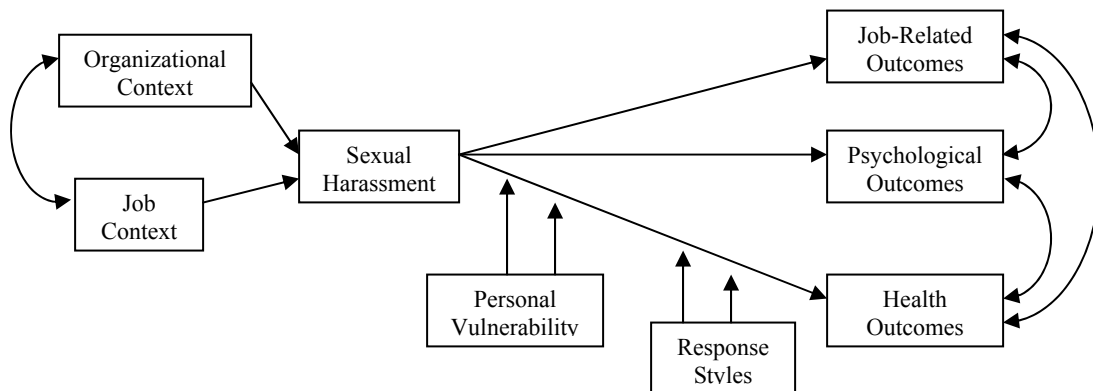 Organizational
Context
Job
Context
Sexual
Harassment
Personal
Vulnerability
Response
Styles
Job-Related
Outcomes
Psychological
Outcomes
Health
Outcomes